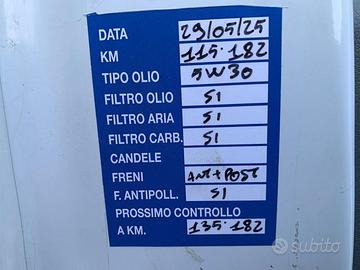 DATA 29/05/25
KM 115.182
TIPO OLIO 5W30
FILTRO OLIO SI
FILTRO ARIA SI
FILTRO CARB. SI
CANDELE
FRENI ANT+POST
F. ANTIPOLL. SI
PROSSIMO CONTROLLO
A KM. 135.182
subito